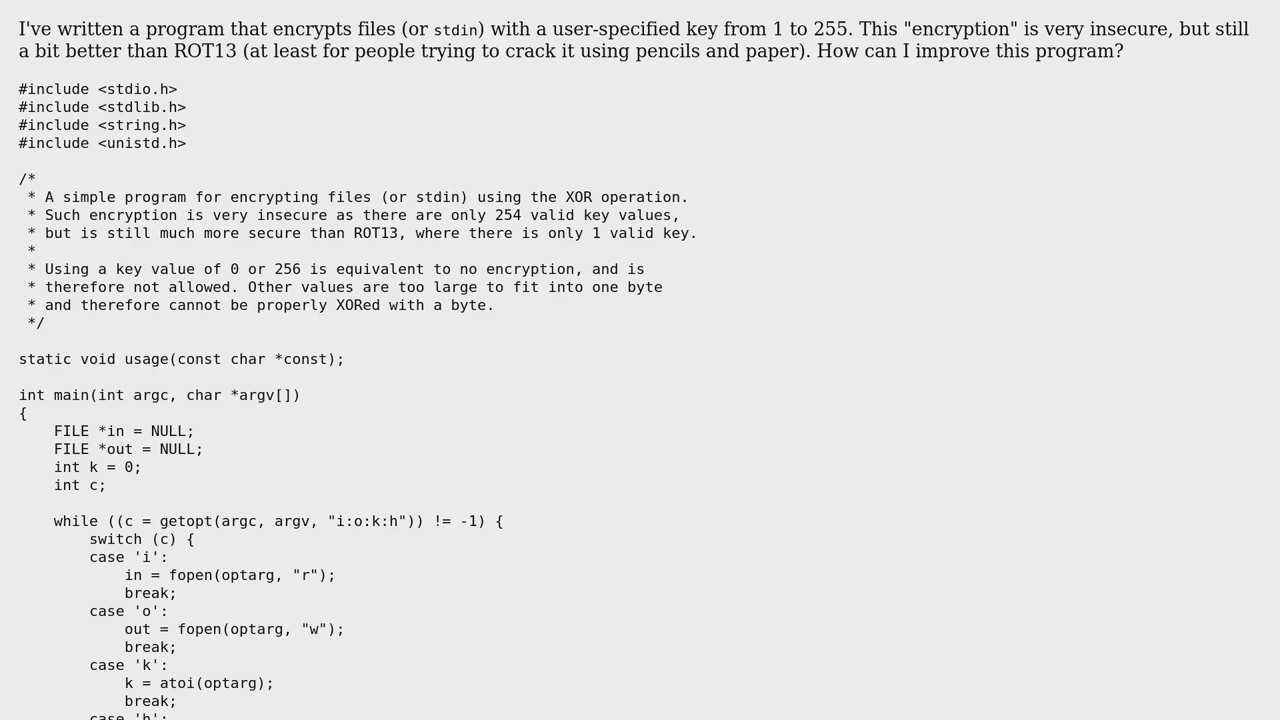 I've written a program that encrypts files (or stdin) with a user-specified key from 1 to 255. This "encryption" is very insecure, but still
a bit better than ROT13 (at least for people trying to crack it using pencils and paper). How can I improve this program?
#include <stdio.h>
#include <stdlib.h>
#include <string.h>
#include <unistd.h>
/*
 * A simple program for encrypting files (or stdin) using the XOR operation.
 * Such encryption is very insecure as there are only 254 valid key values,
 * but is still much more secure than ROT13, where there is only 1 valid key.
 *
 * Using a key value of 0 or 256 is equivalent to no encryption, and is
 * therefore not allowed. Other values are too large to fit into one byte
 * and therefore cannot be properly XORed with a byte.
 */
static void usage(const char *const);
int main(int argc, char *argv[])
{
    FILE *in = NULL;
    FILE *out = NULL;
    int k = 0;
    int c;
    while ((c = getopt(argc, argv, "i:o:k:h")) != -1) {
        switch (c) {
        case 'i':
            in = fopen(optarg, "r");
            break;
        case 'o':
            out = fopen(optarg, "w");
            break;
        case 'k':
            k = atoi(optarg);
            break;
        case 'h':